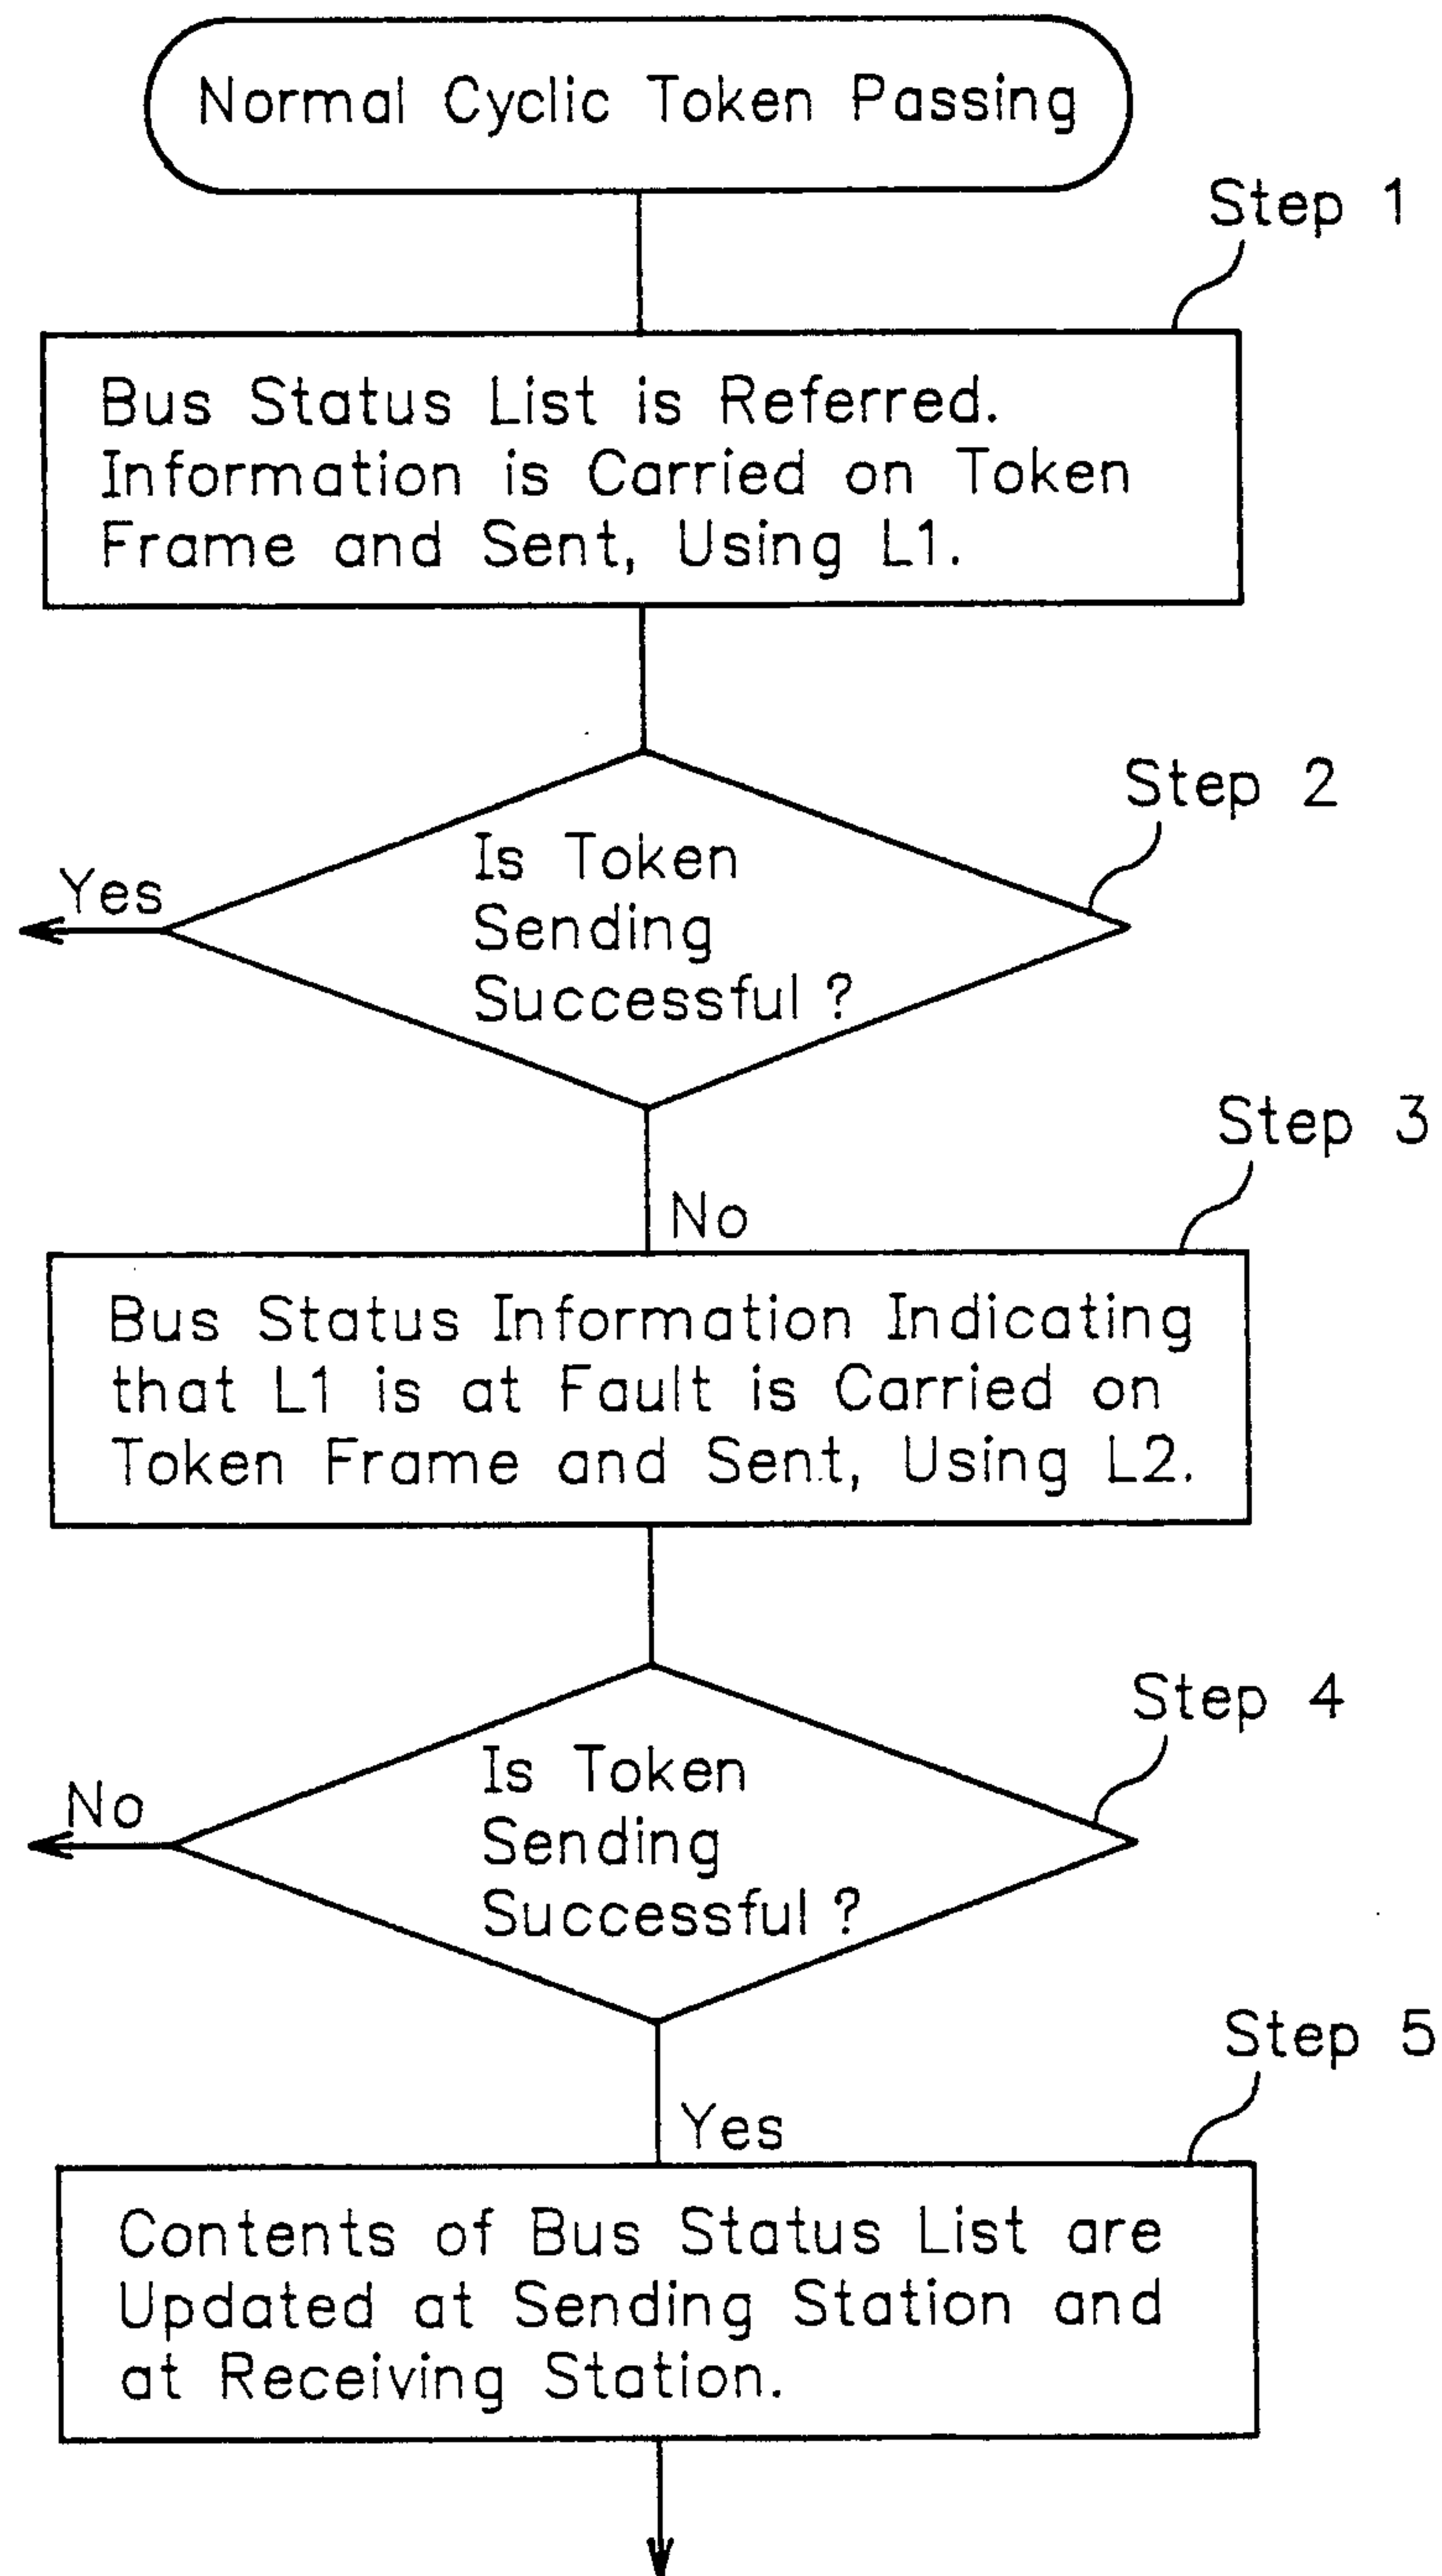 Normal Cyclic Token Passing
Step 1
Bus Status List is Referred.
Information is Carried on Token
Frame and Sent, Using L1.
Step 2
Is Token
Sending
Successful ?
Yes
Step 3
No
Bus Status Information Indicating
that L1 is at Fault is Carried on
Token Frame and Sent, Using L2.
Step 4
Is Token
Sending
Successful ?
No
Step 5
Yes
Contents of Bus Status List are
Updated at Sending Station and
at Receiving Station.